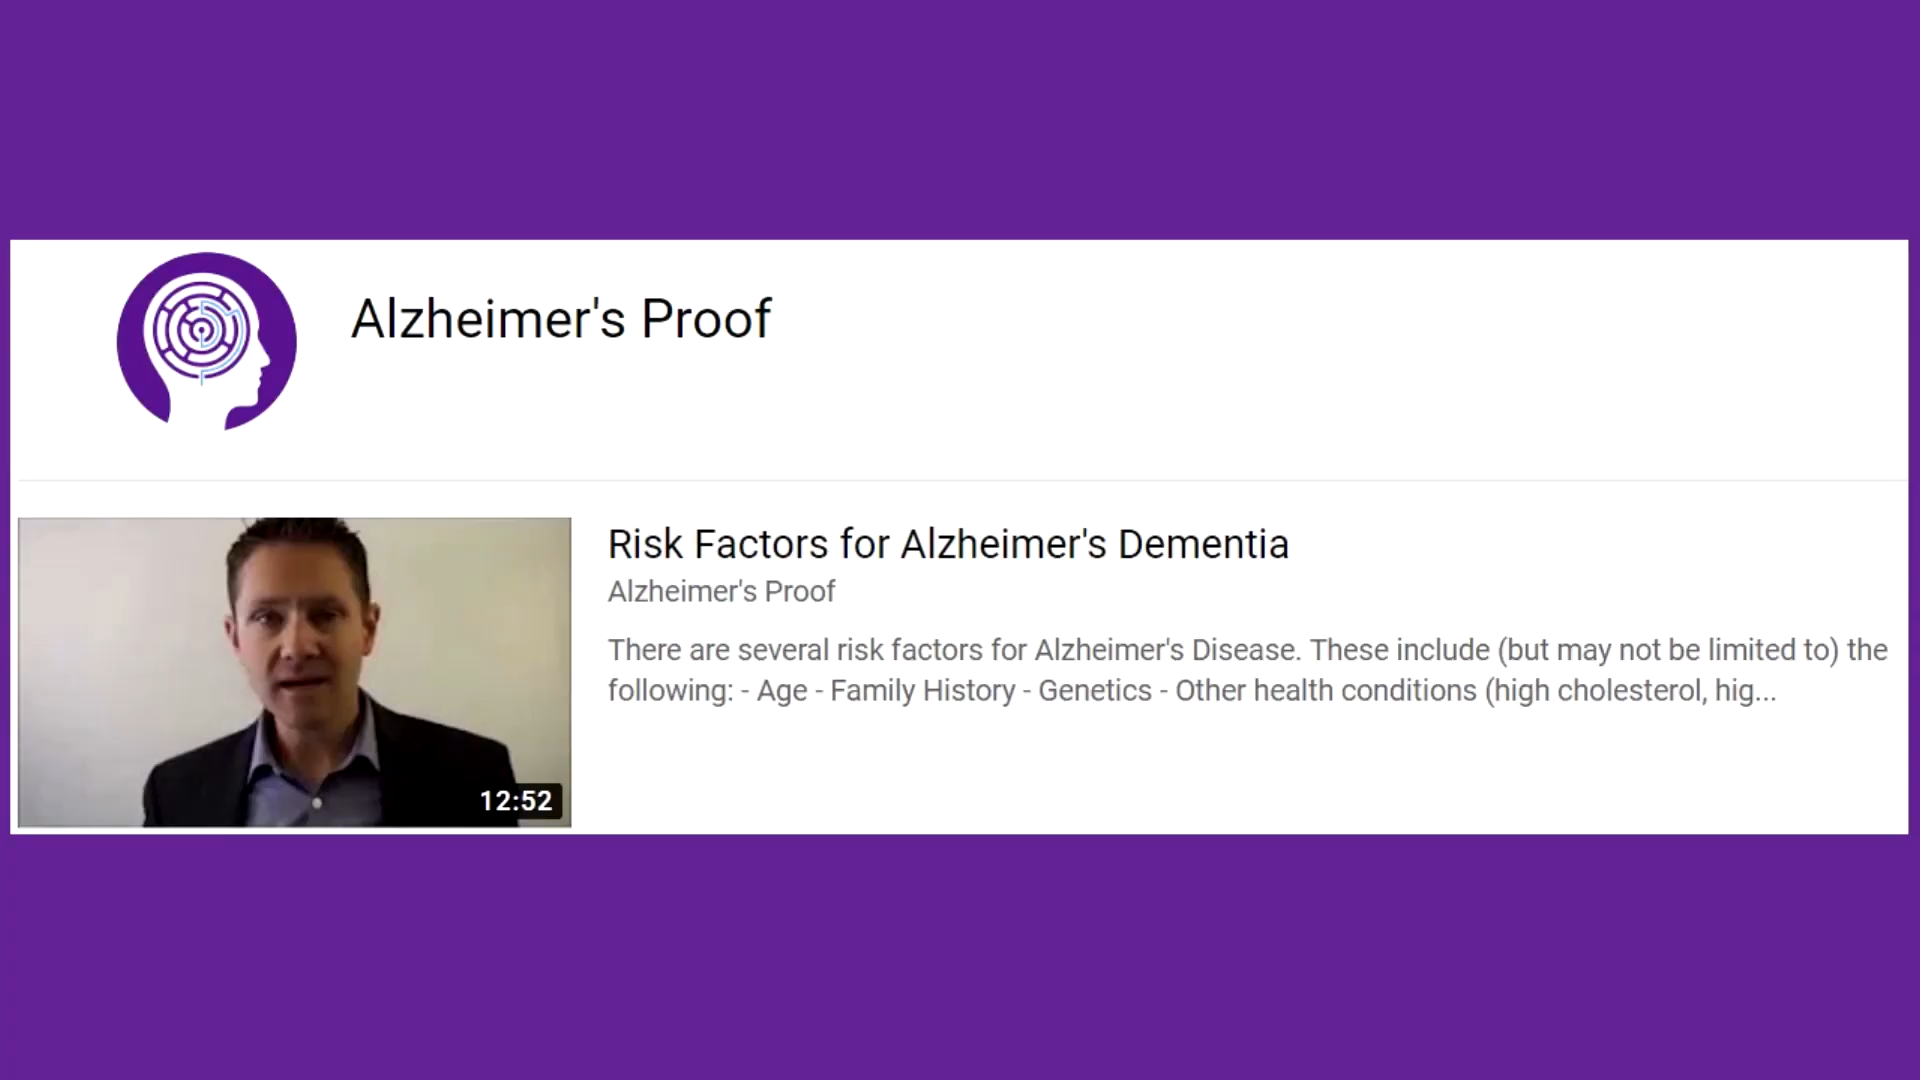 Alzheimer's Proof
Risk Factors for Alzheimer's Dementia
Alzheimer's Proof
There are several risk factors for Alzheimer's Disease. These include (but may not be limited to) the
following: - Age - Family History - Genetics - Other health conditions (high cholesterol, hig...
12:52